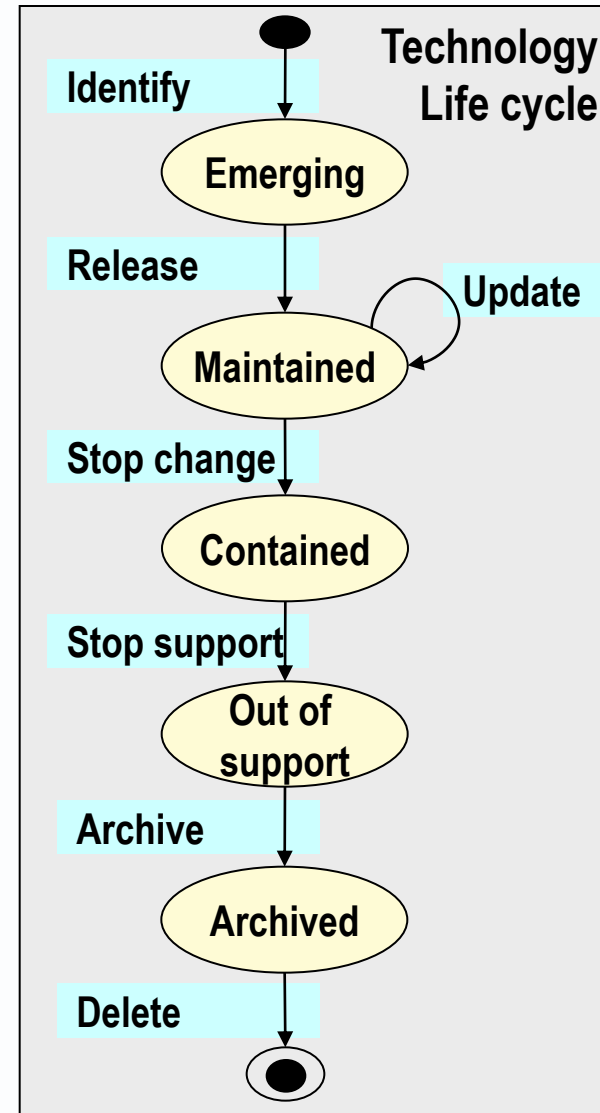 Technology
Life cycle
Identify
Emerging
Release
Update
Maintained
Stop change
Contained
Stop support
Out of
support
Archive
Archived
Delete